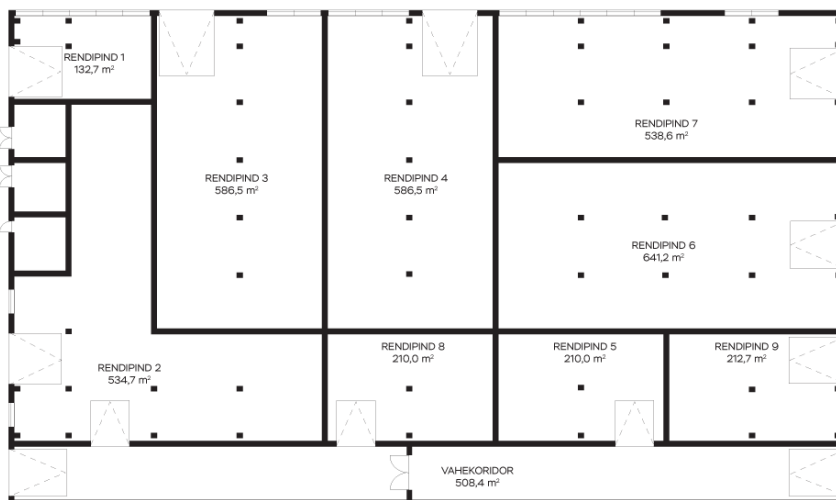 RENDIPIND 1
132,7 m²
RENDIPIND 7
538,6 m²
RENDIPIND 3
586,5 m²
RENDIPIND 4
586,5 m²
RENDIPIND 6
641,2 m²
RENDIPIND 2
534,7 m²
RENDIPIND 8
210,0 m²
RENDIPIND 5
210,0 m²
RENDIPIND 9
212,7 m²
VAHEKORIDOR
508,4 m²